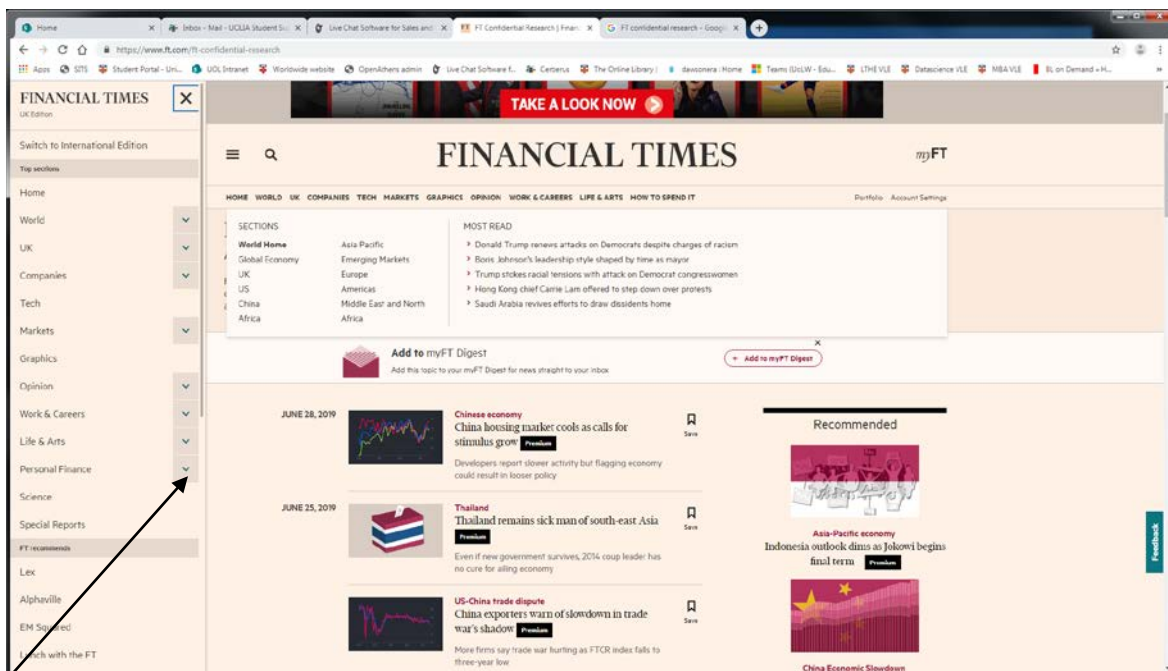 Home
Inbox - Mail - UOLIA Student Su
Live Chat Software for Sales and
FT Confidential Research | Finan
FT confidential research - Googl
https://www.ft.com/ft-confidential-research
Apps
SITS
Student Portal - Uni...
UOL Intranet
Worldwide website
OpenAthens admin
Live Chat Software f...
Cerberus
The Online Library |
dawsonera : Home
Teams (UoLW - Edu...
LTHE VLE
Datascience VLE
MBA VLE
BL on Demand « H...
FINANCIAL TIMES
UK Edition
Switch to International Edition
Top sections
Home
World
UK
Companies
Tech
Markets
Graphics
Opinion
Work & Careers
Life & Arts
Personal Finance
Science
Special Reports
FT recommends
Lex
Alphaville
EM Squared
Lunch with the FT
TAKE A LOOK NOW
FINANCIAL TIMES
myFT
HOME WORLD UK COMPANIES TECH MARKETS GRAPHICS OPINION WORK & CAREERS LIFE & ARTS HOW TO SPEND IT
Portfolio Account Settings
SECTIONS
World Home
Global Economy
UK
US
China
Africa
Asia Pacific
Emerging Markets
Europe
Americas
Middle East and North
Africa
MOST READ
Donald Trump renews attacks on Democrats despite charges of racism
Boris Johnson's leadership style shaped by time as mayor
Trump stokes racial tensions with attack on Democrat congresswomen
Hong Kong chief Carrie Lam offered to step down over protests
Saudi Arabia revives efforts to draw dissidents home
Add to myFT Digest
Add this topic to your myFT Digest for news straight to your inbox
+ Add to myFT Digest
JUNE 28, 2019
Chinese economy
China housing market cools as calls for
stimulus grow Premium
Developers report slower activity but flagging economy
could result in looser policy
Save
JUNE 25, 2019
Thailand
Thailand remains sick man of south-east Asia
Premium
Even if new government survives, 2014 coup leader has
no cure for ailing economy
Save
US-China trade dispute
China exporters warn of slowdown in trade
war's shadow Premium
More firms say trade war hurting as FTCR index falls to
three-year low
Save
Recommended
Asia-Pacific economy
Indonesia outlook dims as Jokowi begins
final term Premium
China Economic Slowdown
Feedback